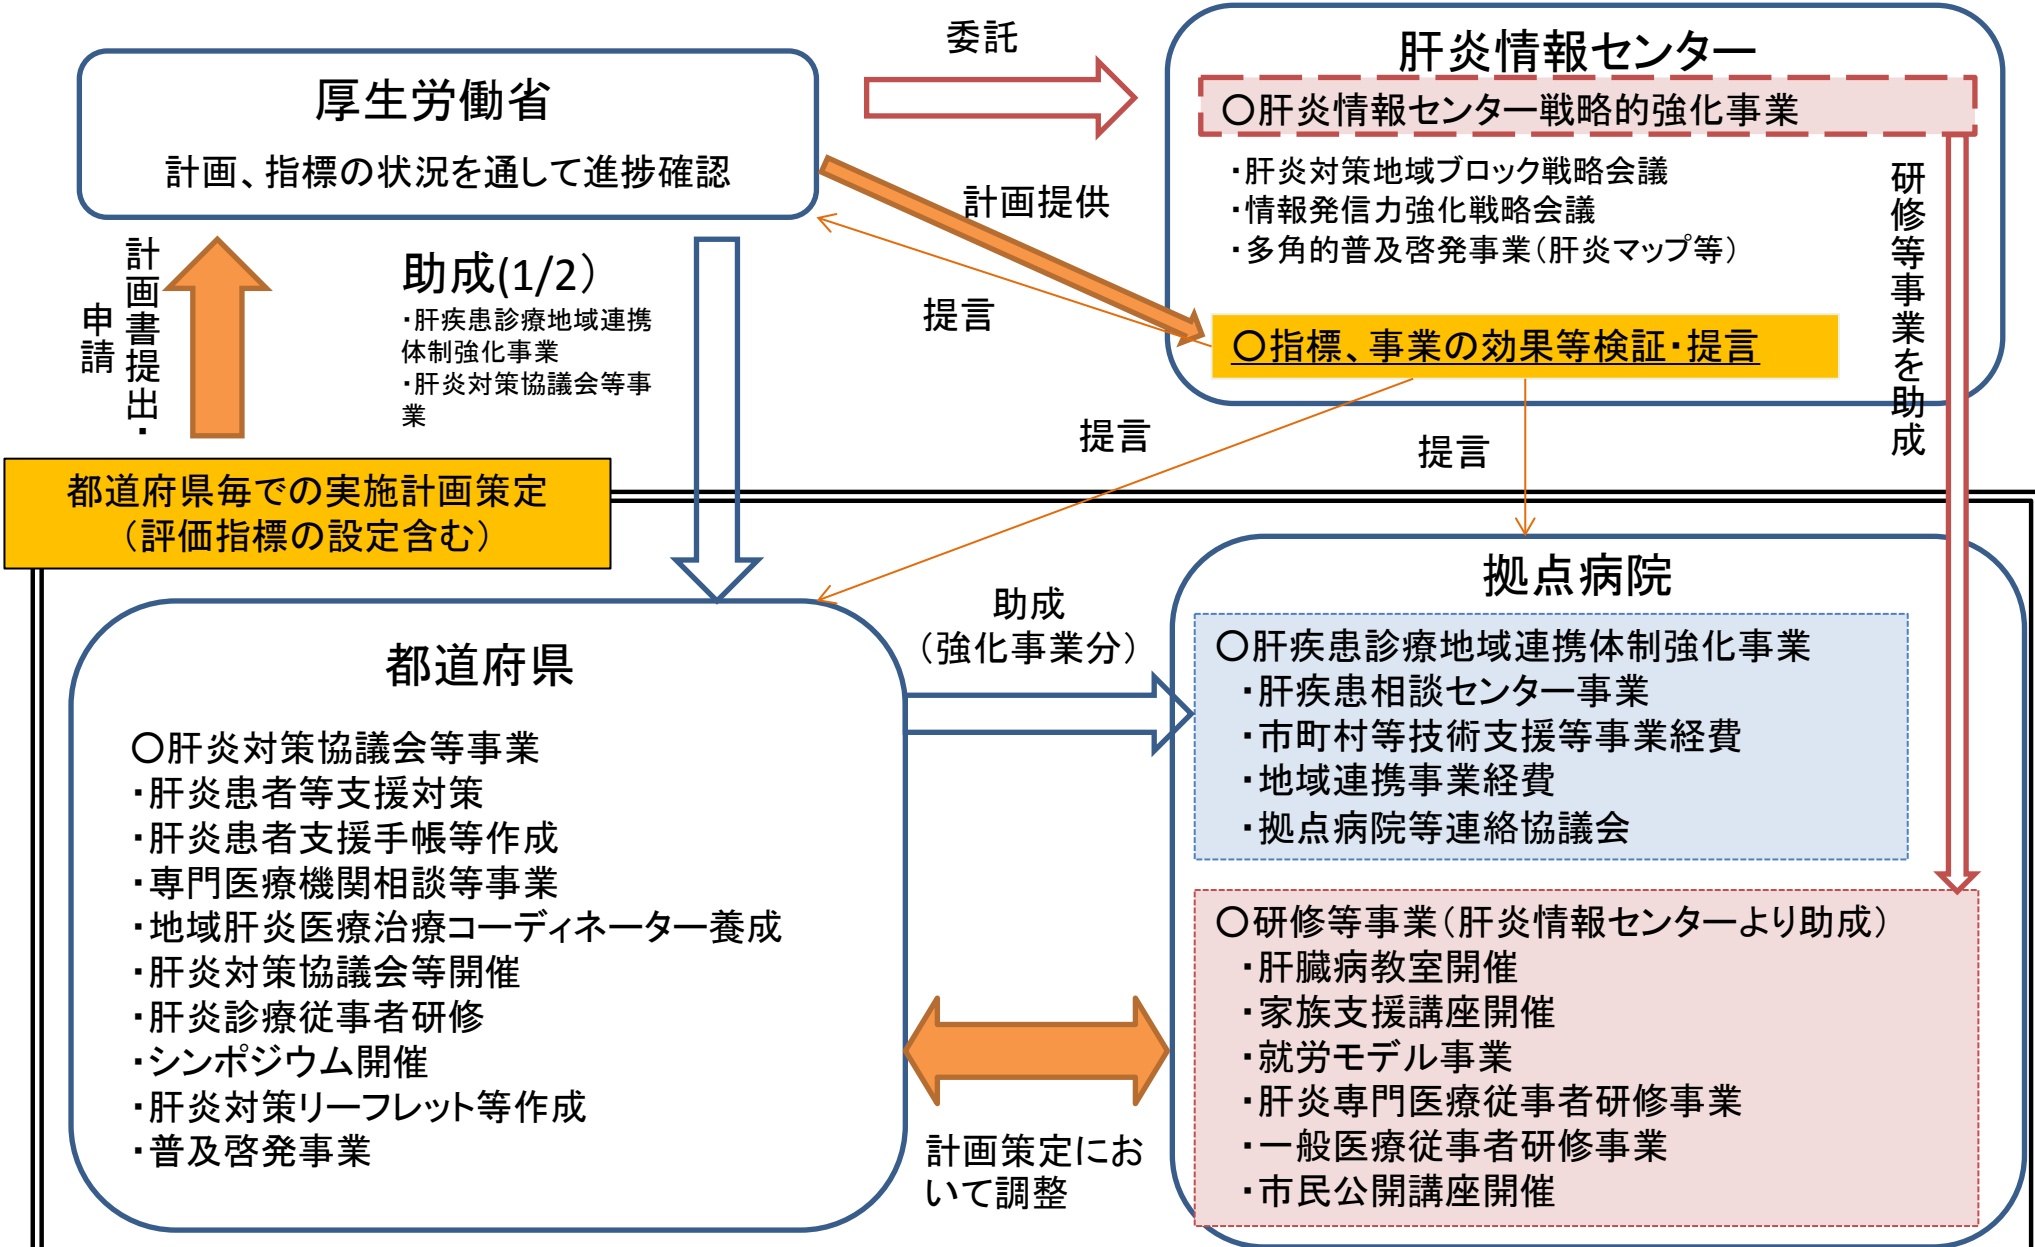 厚生労働省
計画、指標の状況を通して進捗確認
委託
肝炎情報センター
〇肝炎情報センター戦略的強化事業
・肝炎対策地域ブロック戦略会議
・情報発信力強化戦略会議
・多角的普及啓発事業（肝炎マップ等）
〇指標、事業の効果等検証・提言
研修等事業を助成
計画提供
提言
提言
提言
計画書提出・
申請
助成(1/2）
・肝疾患診療地域連携
体制強化事業
・肝炎対策協議会等事
業
都道府県毎での実施計画策定
（評価指標の設定含む）
都道府県
〇肝炎対策協議会等事業
・肝炎患者等支援対策
・肝炎患者支援手帳等作成
・専門医療機関相談等事業
・地域肝炎医療治療コーディネーター養成
・肝炎対策協議会等開催
・肝炎診療従事者研修
・シンポジウム開催
・肝炎対策リーフレット等作成
・普及啓発事業
助成
（強化事業分）
計画策定にお
いて調整
拠点病院
〇肝疾患診療地域連携体制強化事業
・肝疾患相談センター事業
・市町村等技術支援等事業経費
・地域連携事業経費
・拠点病院等連絡協議会
〇研修等事業（肝炎情報センターより助成）
・肝臓病教室開催
・家族支援講座開催
・就労モデル事業
・肝炎専門医療従事者研修事業
・一般医療従事者研修事業
・市民公開講座開催